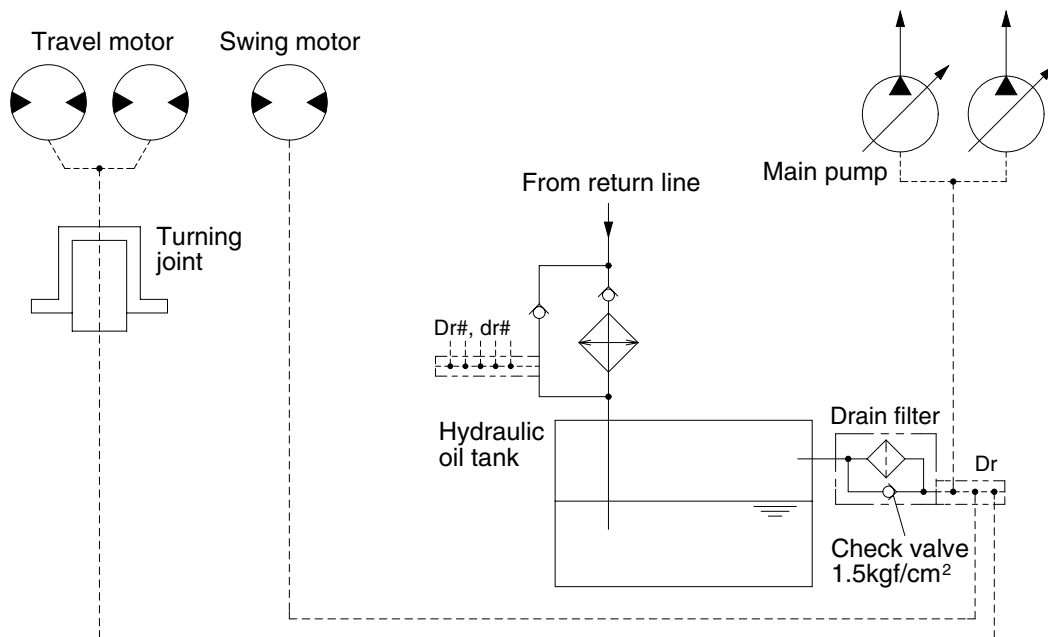 Travel motor
Swing motor
Main pump
From return line
Turning
joint
Dr#, dr#
Hydraulic
oil tank
Drain filter
Dr
Check valve
1.5kgf/cm²